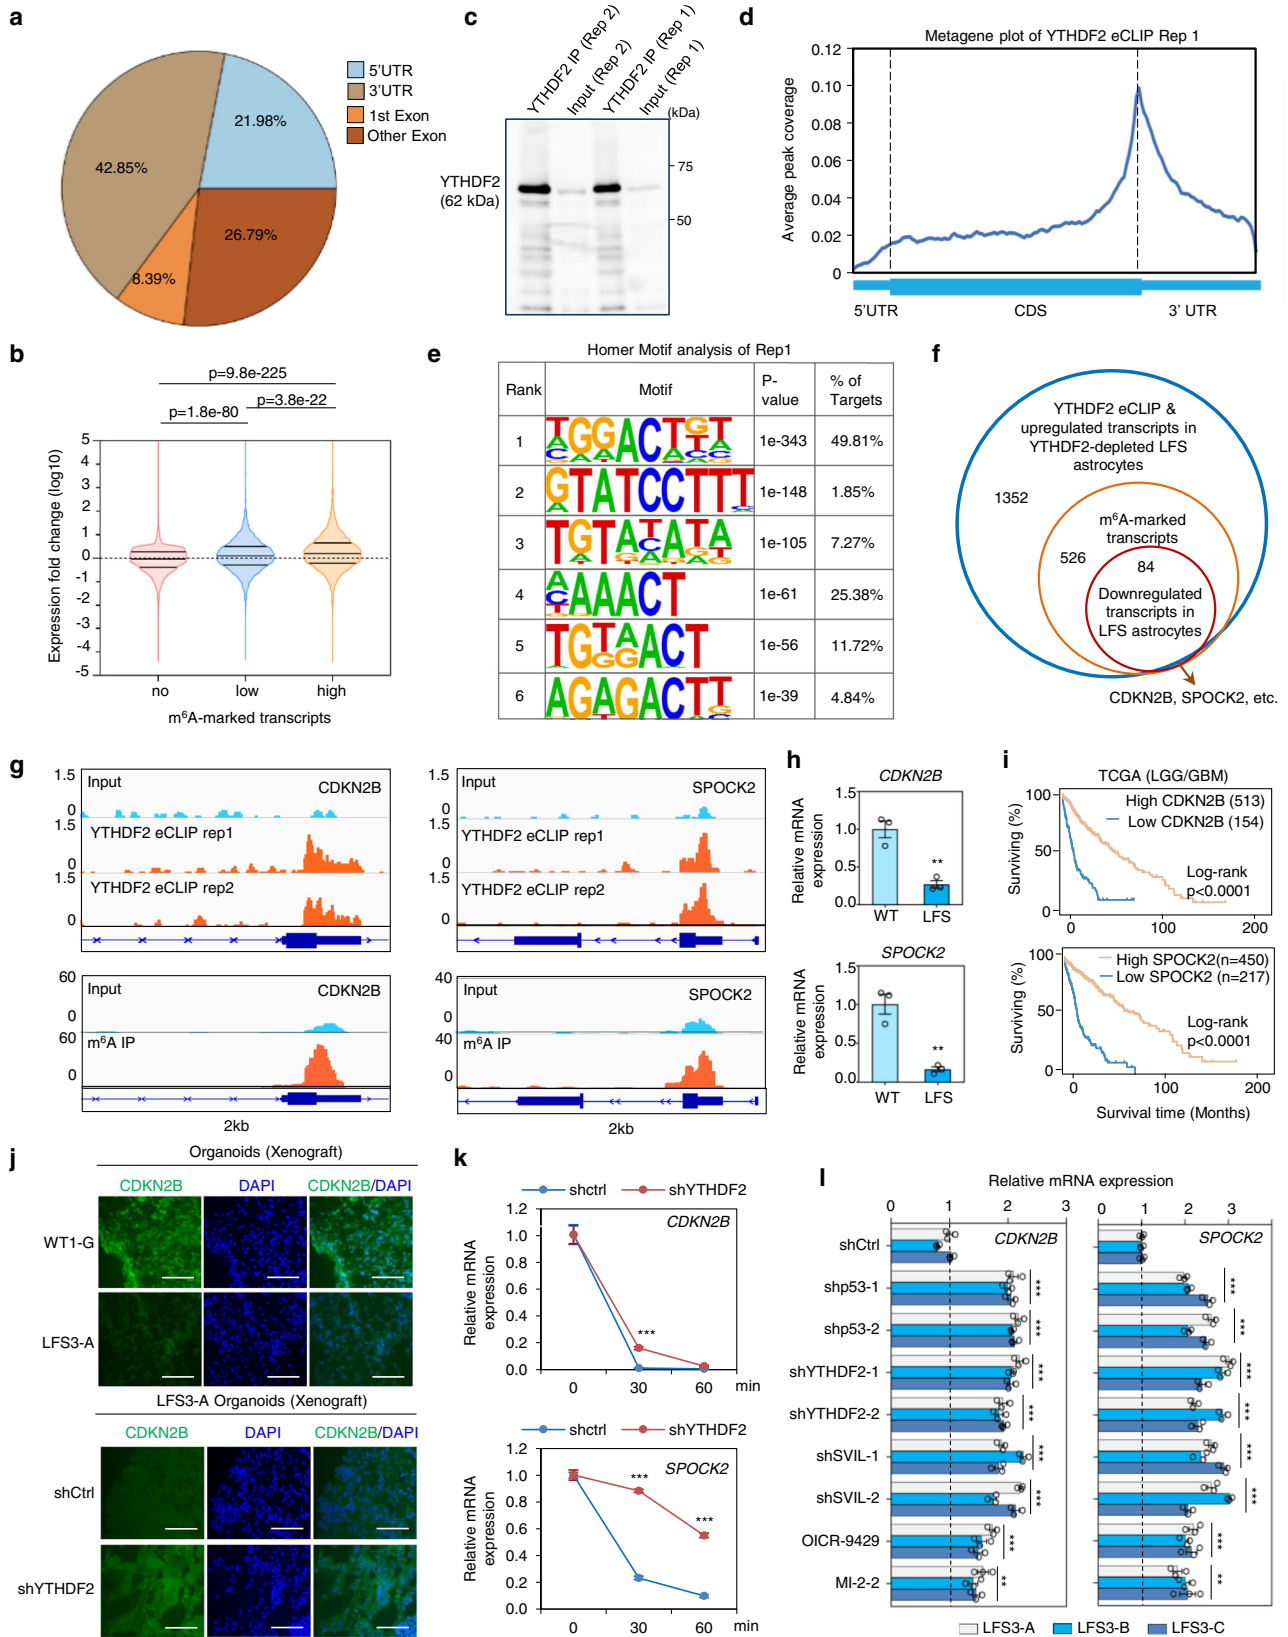 a
5'UTR
3'UTR
1st Exon
Other Exon
21.98%
42.85%
8.39%
26.79%
b
p=9.8e-225
p=1.8e-80
p=3.8e-22
Expression fold change (log10)
5
4
3
2
1
0
-1
-2
-3
-4
-5
no
low
high
m⁶A-marked transcripts
c
YTHDF2 IP (Rep 2)
Input (Rep 2)
YTHDF2 IP (Rep 1)
Input (Rep 1)
(kDa)
YTHDF2
(62 kDa)
75
50
d
Metagene plot of YTHDF2 eCLIP Rep 1
Average peak coverage
0.12
0.10
0.08
0.06
0.04
0.02
0
5'UTR
CDS
3' UTR
e
Homer Motif analysis of Rep1
Rank
Motif
P-
value
% of
Targets
1
1e-343
49.81%
2
1e-148
1.85%
3
1e-105
7.27%
4
1e-61
25.38%
5
1e-56
11.72%
6
1e-39
4.84%
f
YTHDF2 eCLIP &
upregulated transcripts in
YTHDF2-depleted LFS
astrocytes
1352
m⁶A-marked
transcripts
526
84
Downregulated
transcripts in
LFS astrocytes
CDKN2B, SPOCK2, etc.
g
1.5
Input
CDKN2B
0
1.5
YTHDF2 eCLIP rep1
0
1.5
YTHDF2 eCLIP rep2
0
60
Input
CDKN2B
0
60
m⁶A IP
0
2kb
1.5
Input
SPOCK2
0
1.5
YTHDF2 eCLIP rep1
0
1.5
YTHDF2 eCLIP rep2
0
40
Input
SPOCK2
0
40
m⁶A IP
0
2kb
h
CDKN2B
Relative mRNA
expression
1.5
1.0
0.5
0.0
**
WT
LFS
SPOCK2
Relative mRNA
expression
1.5
1.0
0.5
0.0
**
WT
LFS
i
TCGA (LGG/GBM)
Surviving (%)
100
50
0
High CDKN2B (513)
Low CDKN2B (154)
Log-rank
p<0.0001
0
100
200
Surviving (%)
100
50
0
High SPOCK2(n=450)
Low SPOCK2 (n=217)
Log-rank
p<0.0001
0
100
200
Survival time (Months)
j
Organoids (Xenograft)
CDKN2B
DAPI
CDKN2B/DAPI
WT1-G
LFS3-A
LFS3-A Organoids (Xenograft)
CDKN2B
DAPI
CDKN2B/DAPI
shCtrl
shYTHDF2
k
shctrl
shYTHDF2
CDKN2B
Relative mRNA
expression
1.2
1.0
0.8
0.6
0.4
0.2
0.0
***
0
30
60
min
shctrl
shYTHDF2
SPOCK2
Relative mRNA
expression
1.2
1.0
0.8
0.6
0.4
0.2
0.0
***
***
0
30
60
min
l
Relative mRNA expression
0
1
2
3
0
1
2
3
CDKN2B
SPOCK2
shCtrl
shp53-1
***
***
shp53-2
***
***
shYTHDF2-1
***
***
shYTHDF2-2
***
***
shSVIL-1
***
***
shSVIL-2
***
***
OICR-9429
***
***
MI-2-2
**
**
LFS3-A
LFS3-B
LFS3-C